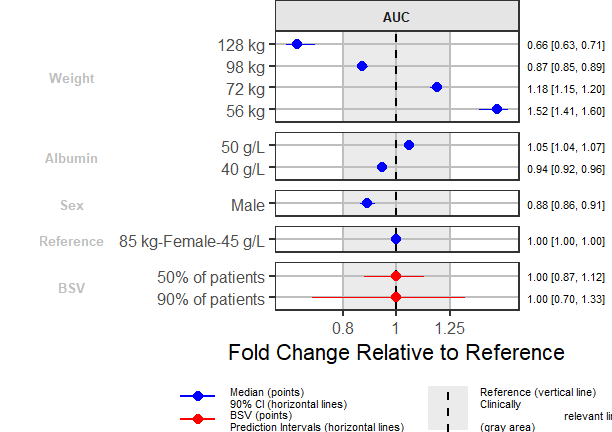 AUC
Weight
128 kg 0.66 [0.63, 0.71]
98 kg 0.87 [0.85, 0.89]
72 kg 1.18 [1.15, 1.20]
56 kg 1.52 [1.41, 1.60]
Albumin
50 g/L 1.05 [1.04, 1.07]
40 g/L 0.94 [0.92, 0.96]
Sex Male 0.88 [0.86, 0.91]
Reference 85 kg-Female-45 g/L 1.00 [1.00, 1.00]
BSV
50% of patients 1.00 [0.87, 1.12]
90% of patients 1.00 [0.70, 1.33]
0.8 1 1.25
Fold Change Relative to Reference
Median (points)
90% CI (horizontal lines)
BSV (points)
Prediction Intervals (horizontal lines)
Reference (vertical line)
Clinically
relevant
(gray area)